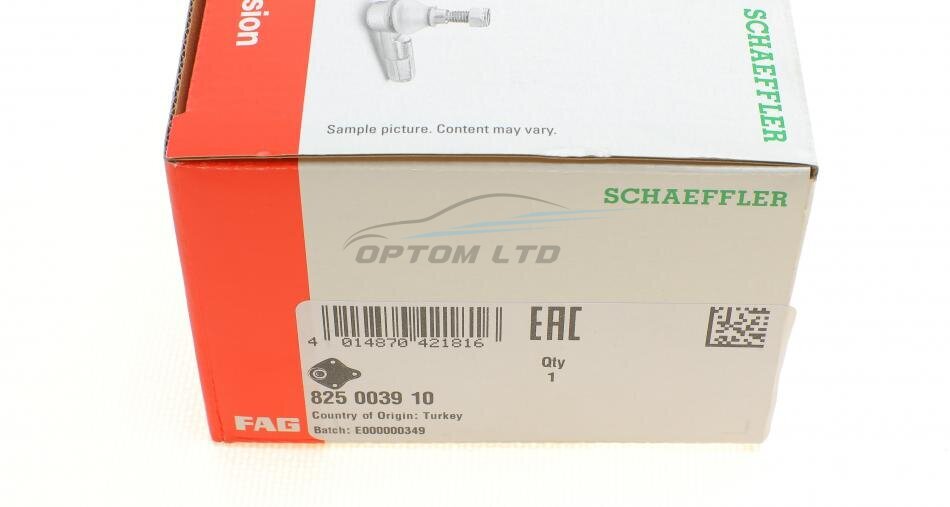 sion
SCHAEFFLER
Sample picture. Content may vary.
SCHAEFFLER
OPTOM LTD
4 014870 421816
EAC
Qty
1
825 0039 10
Country of Origin: Turkey
Batch: E000000349
FAG